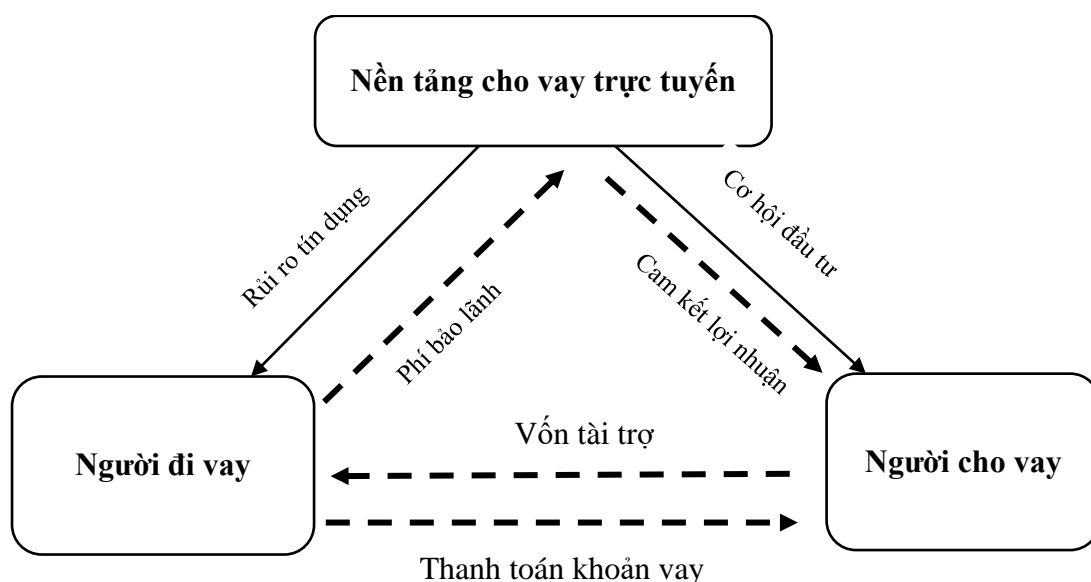 Nền tảng cho vay trực tuyến
Rủi ro tín dụng
Phí bảo lãnh
Cơ hội đầu tư
Cam kết lợi nhuận
Người đi vay
Vốn tài trợ
Người cho vay
Thanh toán khoản vay